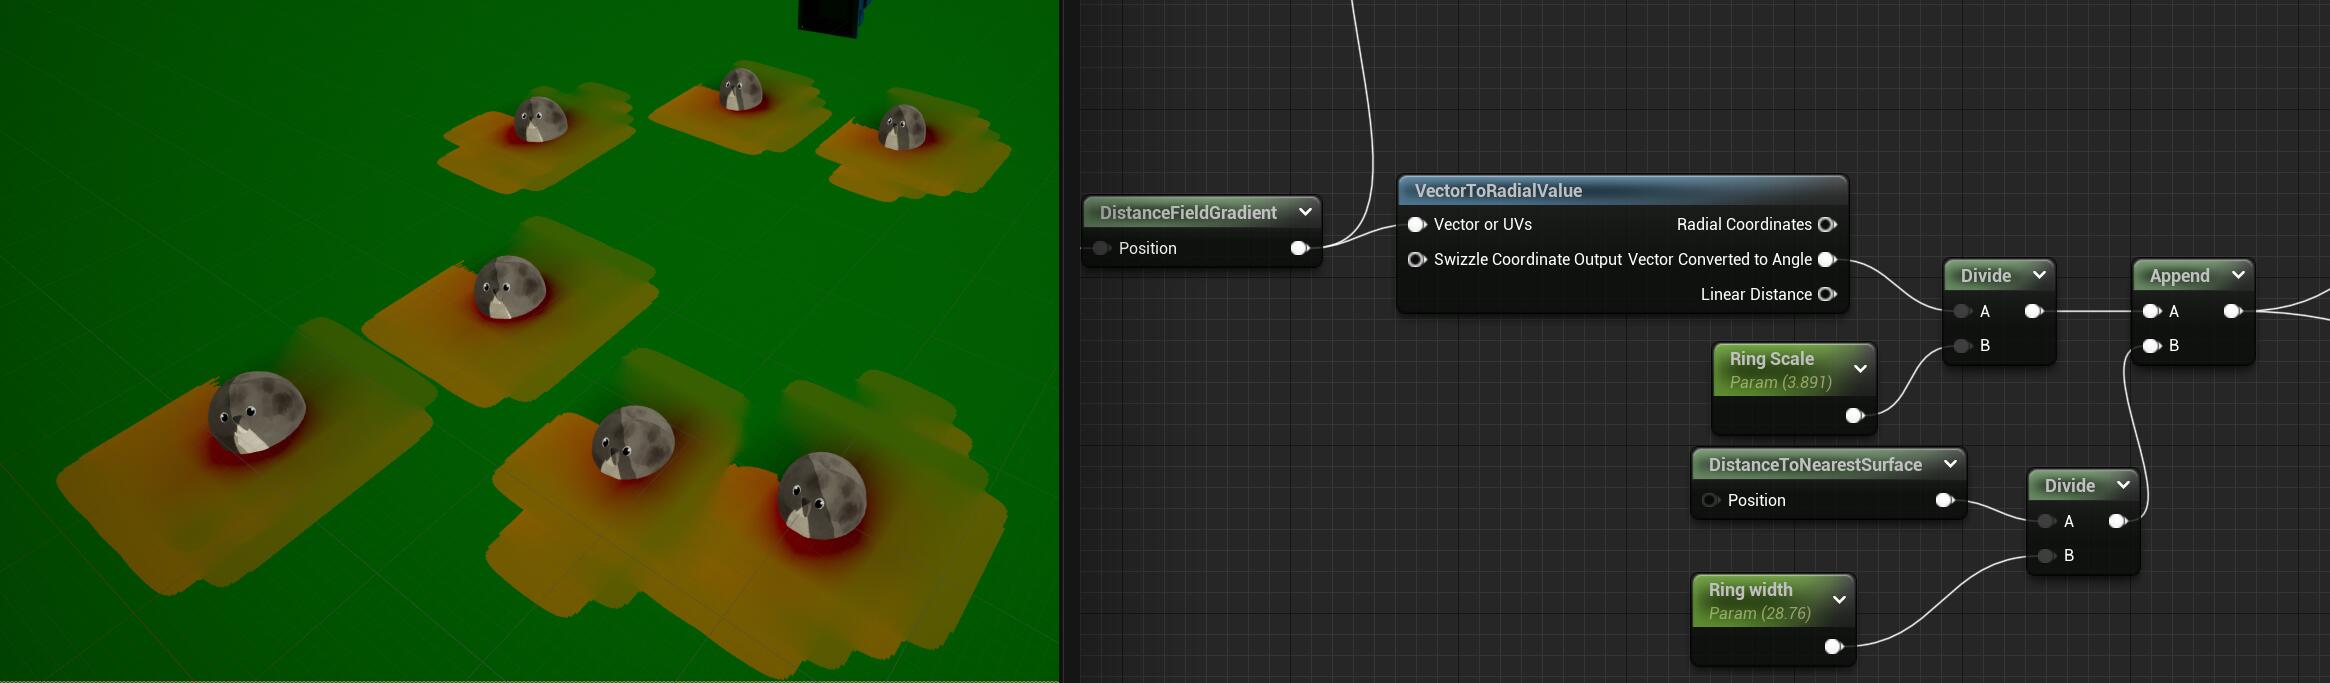 DistanceFieldGradient
Position
VectorToRadialValue
Vector or UVs
Radial Coordinates
Swizzle Coordinate Output
Vector Converted to Angle
Linear Distance
Divide
A
B
Append
A
B
Ring Scale
Param (3.891)
DistanceToNearestSurface
Position
Divide
A
B
Ring width
Param (28.76)